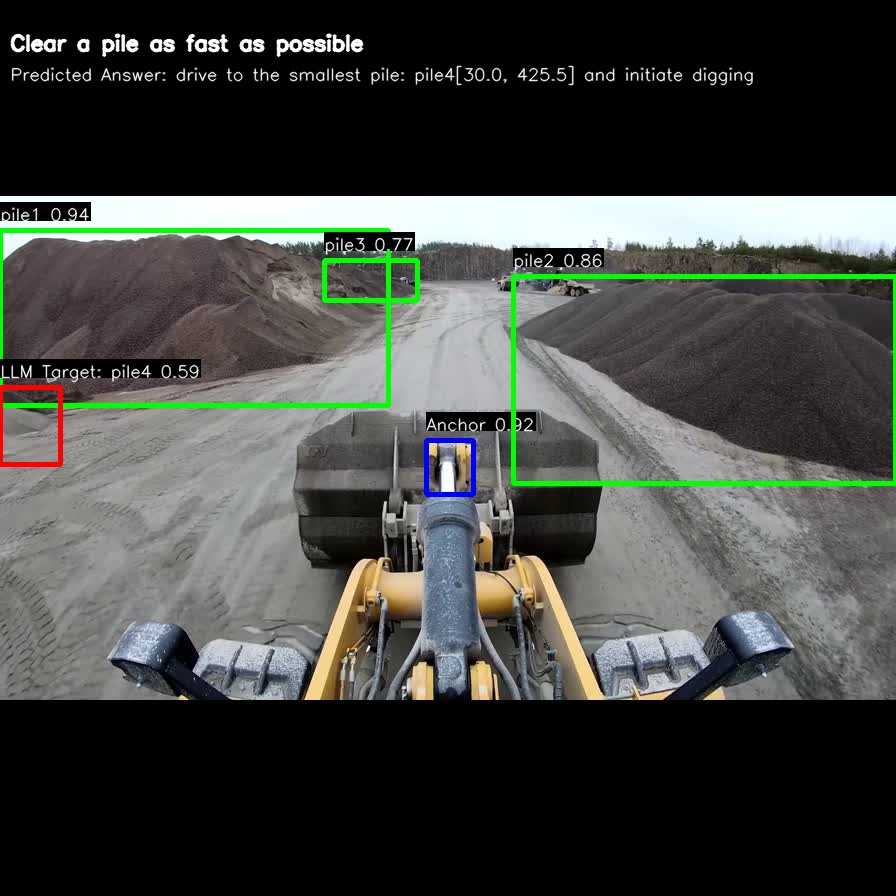 Clear a pile as fast as possible
Predicted Answer: drive to the smallest pile: pile4[30.0, 425.5] and initiate digging
pile1 0.94
pile3 0.77
pile2 0.86
LLM Target: pile4 0.59
Anchor 0.92